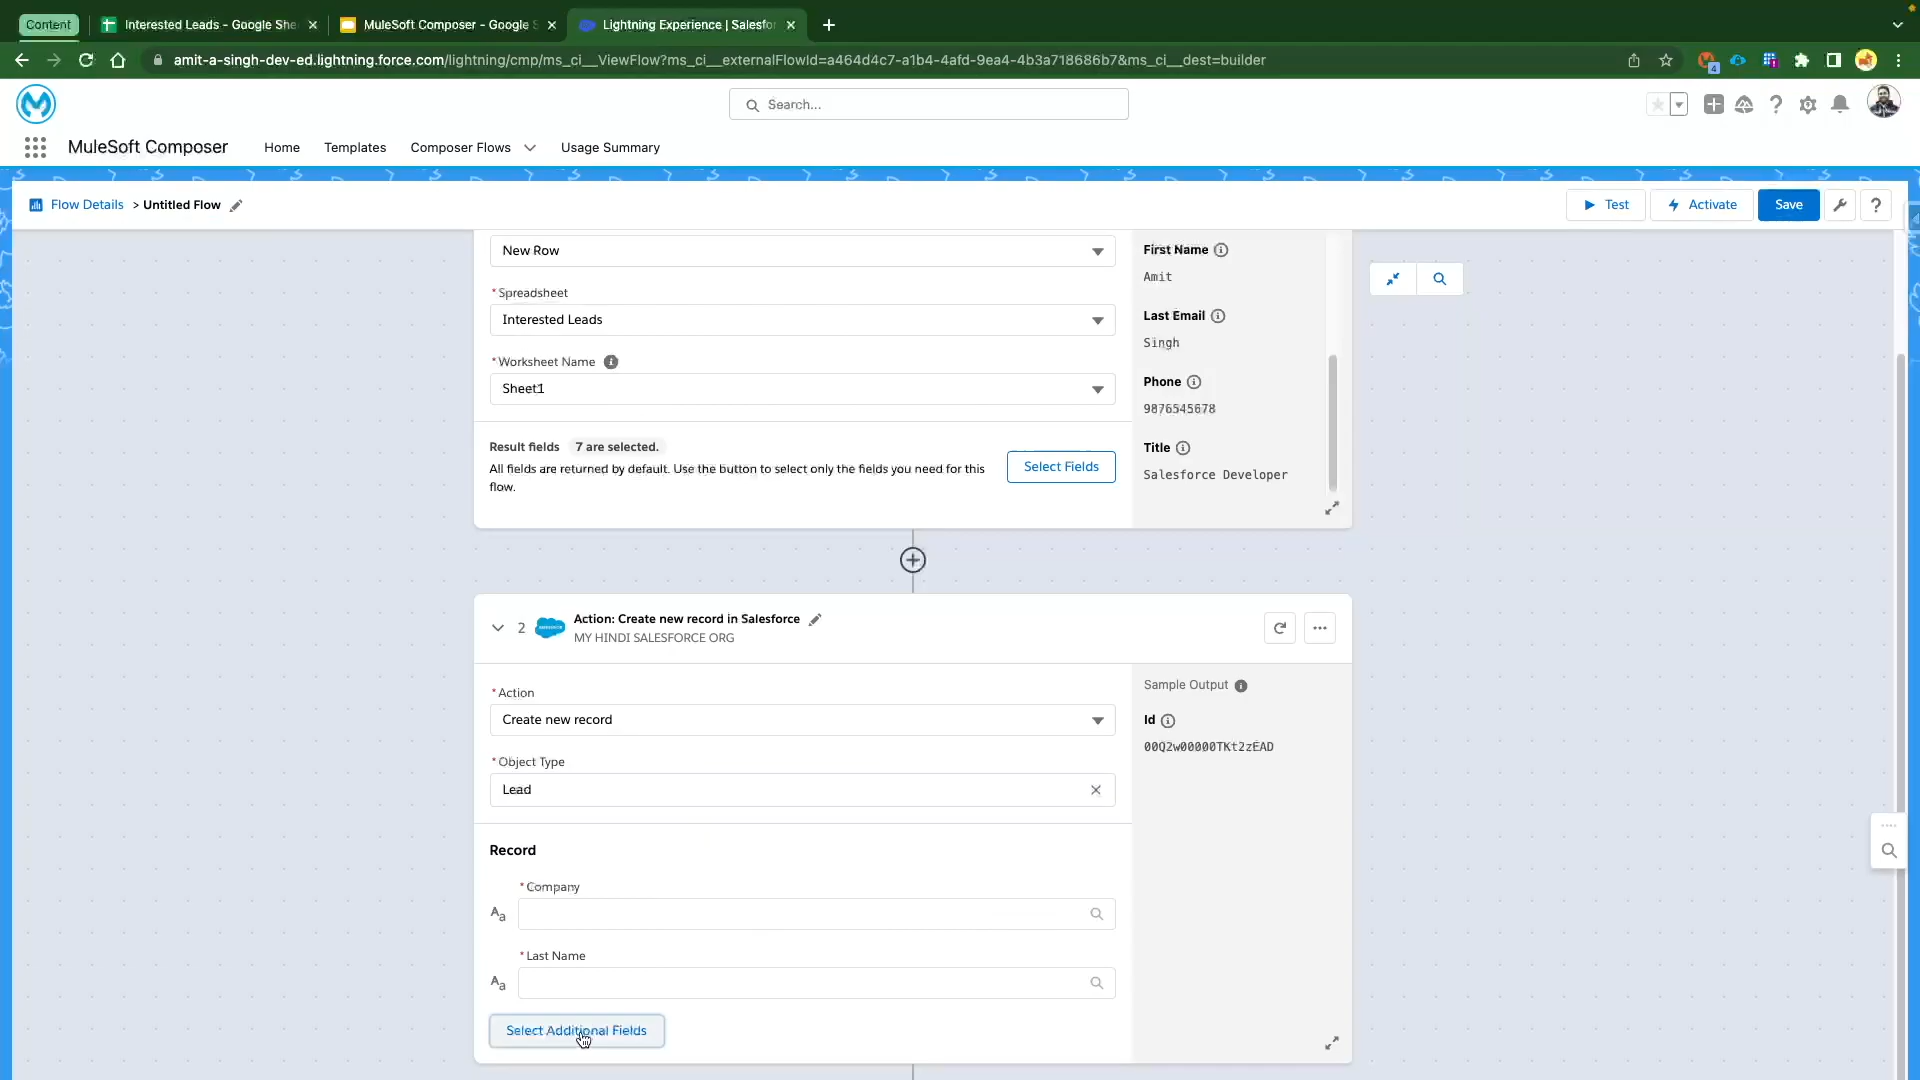 Content
Interested Leads - Google She
MuleSoft Composer - Google S
Lightning Experience | Salesfor
amit-a-singh-dev-ed.lightning.force.com/lightning/cmp/ms_ci__ViewFlow?ms_ci__externalFlowId=a464d4c7-a1b4-4afd-9ea4-4b3a718686b7&ms_ci__dest=builder
4
Search...
MuleSoft Composer
Home
Templates
Composer Flows
Usage Summary
Flow Details > Untitled Flow
Test
Activate
Save
?
New Row
*Spreadsheet
Interested Leads
*Worksheet Name
Sheet1
Result fields 7 are selected.
All fields are returned by default. Use the button to select only the fields you need for this
flow.
Select Fields
First Name
Amit
Last Email
Singh
Phone
9876545678
Title
Salesforce Developer
2
Action: Create new record in Salesforce
MY HINDI SALESFORCE ORG
*Action
Create new record
*Object Type
Lead
Record
*Company
Aa
*Last Name
Aa
Select Additional Fields
Sample Output
Id
00Q2w00000TKt2zEAD